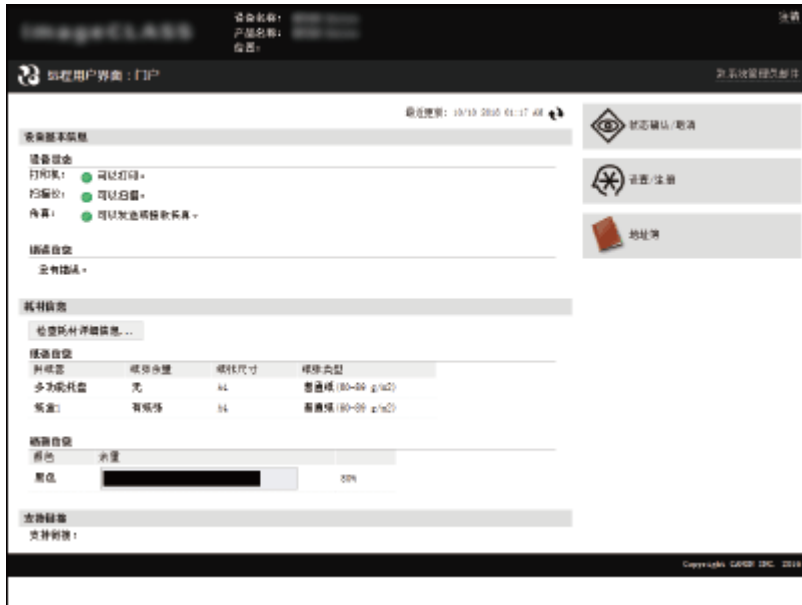 imageCLASS
设备名称:
产品名称:
位置:
注销
远程用户界面:门户
致系统管理员邮件
最近更新: 10/10 2016 01:17 AM
设备基本信息
设备状态
打印机: 可以打印。
扫描仪: 可以扫描。
传真: 可以发送或接收传真。
错误信息
没有错误。
耗材信息
检查耗材详细信息...
纸张信息
供纸器 纸张余量 纸张尺寸 纸张类型
多功能托盘 无 A4 普通纸(60-89 g/m2)
纸盒1 有纸张 A4 普通纸(60-89 g/m2)
墨粉信息
颜色 余量
黑色 80%
支持链接
支持链接:
状态确认/取消
设置/注册
地址簿
Copyright CANON INC. 2016